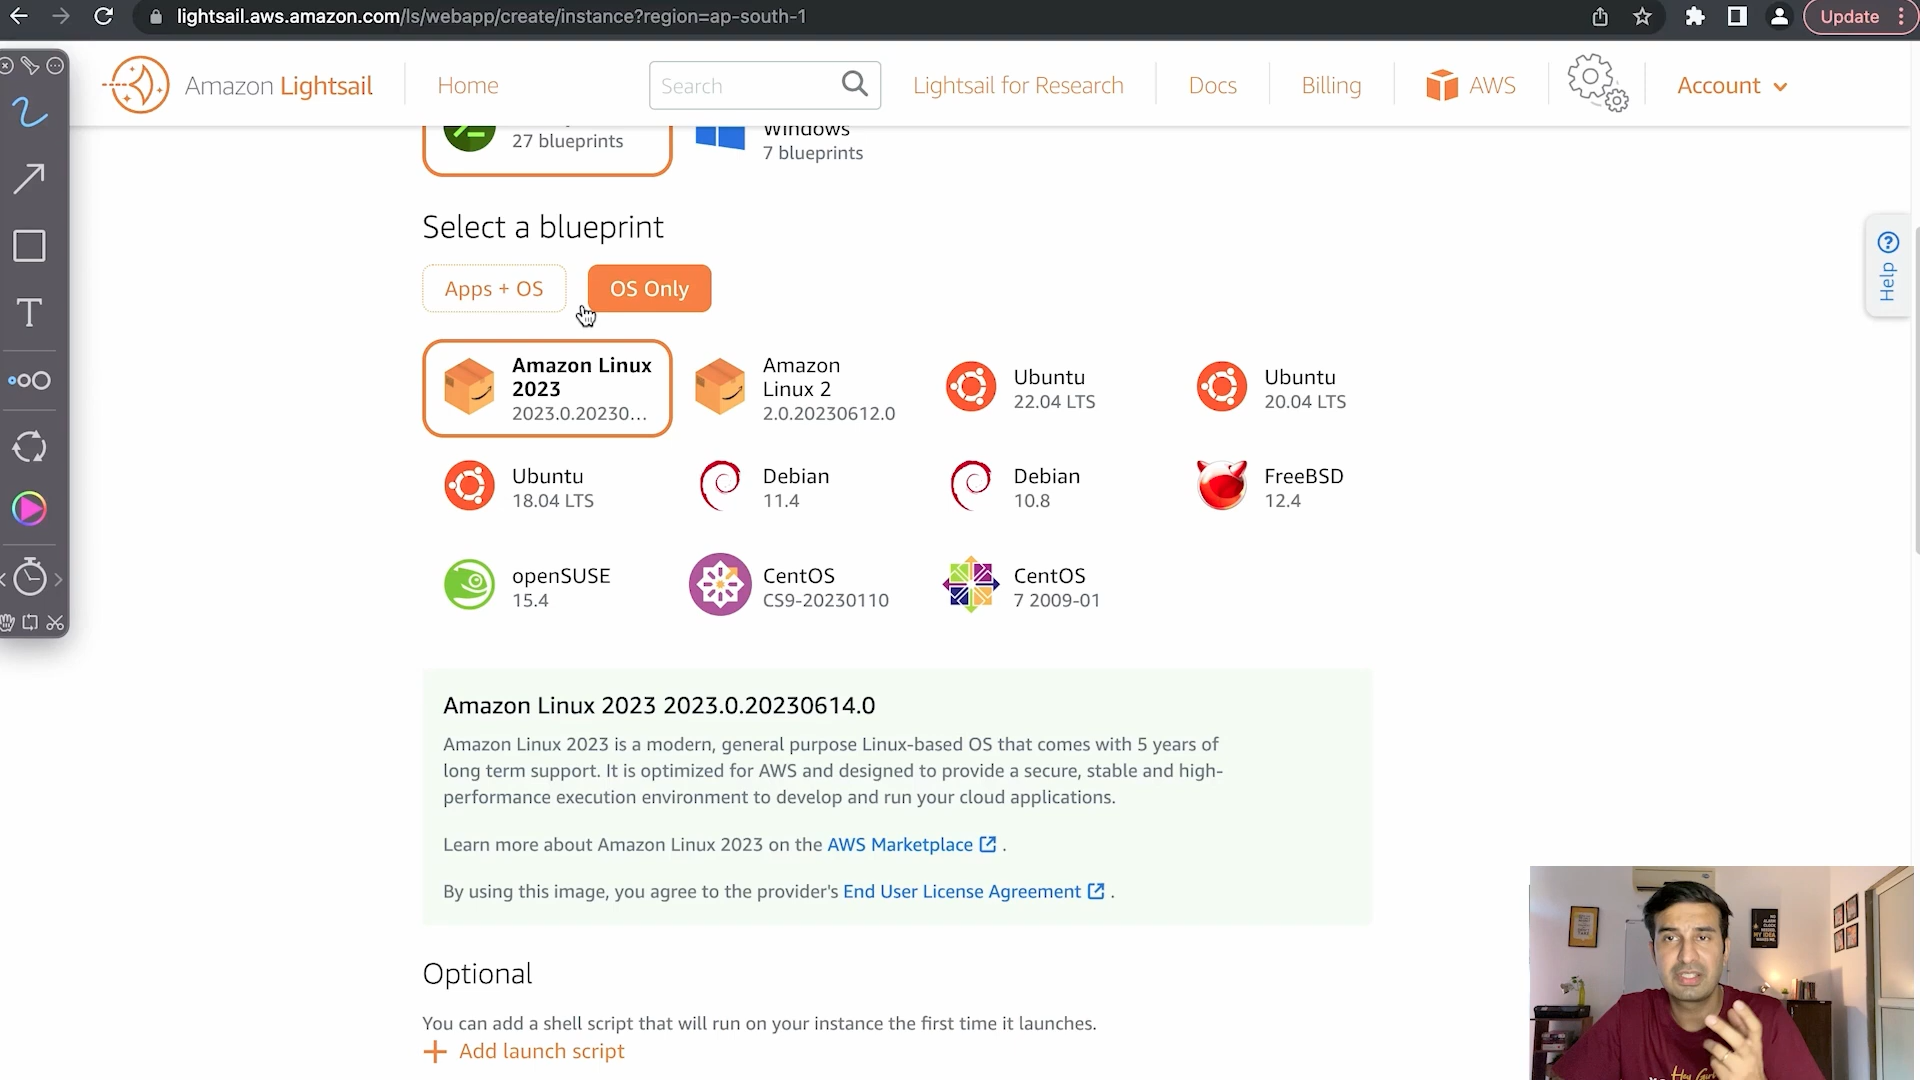 lightsail.aws.amazon.com/ls/webapp/create/instance?region=ap-south-1
Update
Amazon Lightsail
Home
Search
Lightsail for Research
Docs
Billing
AWS
Account
27 blueprints
Windows
7 blueprints
Select a blueprint
Apps + OS
OS Only
Amazon Linux
2023
2023.0.20230...
Amazon
Linux 2
2.0.20230612.0
Ubuntu
22.04 LTS
Ubuntu
20.04 LTS
Ubuntu
18.04 LTS
Debian
11.4
Debian
10.8
FreeBSD
12.4
openSUSE
15.4
CentOS
CS9-20230110
CentOS
7 2009-01
Help
T
Amazon Linux 2023 2023.0.20230614.0
Amazon Linux 2023 is a modern, general purpose Linux-based OS that comes with 5 years of
long term support. It is optimized for AWS and designed to provide a secure, stable and high-
performance execution environment to develop and run your cloud applications.
Learn more about Amazon Linux 2023 on the AWS Marketplace .
By using this image, you agree to the provider's End User License Agreement .
Optional
You can add a shell script that will run on your instance the first time it launches.
+ Add launch script